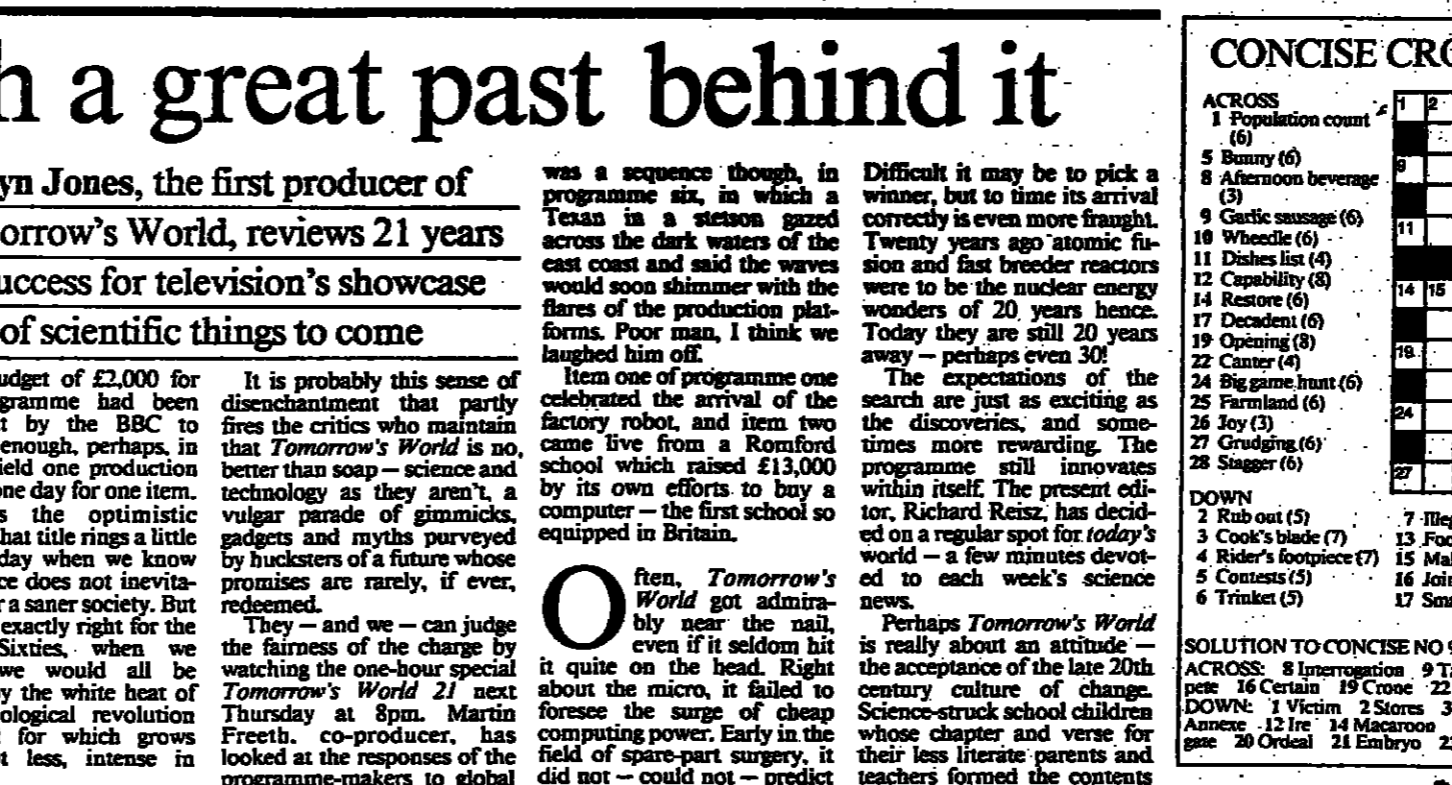 h a great past behind it
yn Jones, the first producer of
orrow's World, reviews 21 years
uccess for television's showcase
of scientific things to come
udget of £2,000 for
gramme had been
t by the BBC to
enough, perhaps, in
ield one production
one day for one item.
s the optimistic
hat title rings a little
day when we know
ce does not inevita-
r a saner society. But
exactly right for the
Sixties, when we
we would all be
y the white heat of
ological revolution
for which grows
t less, intense in
It is probably this sense of
disenchantment that partly
fires the critics who maintain
that Tomorrow's World is no
better than soap — science and
technology as they aren't, a
vulgar parade of gimmicks,
gadgets and myths purveyed
by hucksters of a future whose
promises are rarely, if ever,
redeemed.
They — and we — can judge
the fairness of the charge by
watching the one-hour special
Tomorrow's World 21 next
Thursday at 8pm. Martin
Freeth, co-producer, has
looked at the responses of the
programme-makers to global
was a sequence though, in
programme six, in which a
Texan in a stetson gazed
across the dark waters of the
east coast and said the waves
would soon shimmer with the
flares of the production plat-
forms. Poor man, I think we
laughed him off.
Item one of programme one
celebrated the arrival of the
factory robot, and item two
came live from a Romford
school which raised £13,000
by its own efforts to buy a
computer — the first school so
equipped in Britain.
Often, Tomorrow's
World got admira-
bly near the nail,
even if it seldom hit
it quite on the head. Right
about the micro, it failed to
foresee the surge of cheap
computing power. Early in the
field of spare-part surgery, it
did not — could not — predict
Difficult it may be to pick a
winner, but to time its arrival
correctly is even more fraught.
Twenty years ago atomic fu-
sion and fast breeder reactors
were to be the nuclear energy
wonders of 20 years hence.
Today they are still 20 years
away — perhaps even 30!
The expectations of the
search are just as exciting as
the discoveries, and some-
times more rewarding. The
programme still innovates
within itself. The present edi-
tor, Richard Reisz, has decid-
ed on a regular spot for today's
world — a few minutes devot-
ed to each week's science
news.
Perhaps Tomorrow's World
is really about an attitude —
the acceptance of the late 20th
century culture of change.
Science-struck school children
whose chapter and verse for
their less literate parents and
teachers formed the contents
CONCISE CRO
ACROSS
1 Population count
(6)
5 Bunny (6)
8 Afternoon beverage
(3)
9 Garlic sausage (6)
10 Wheedle (6)
11 Dishes list (4)
12 Capability (8)
14 Restore (6)
17 Decadent (6)
19 Opening (8)
22 Canter (4)
24 Big game hunt (6)
25 Farmland (6)
26 Joy (3)
27 Grudging (6)
28 Stagger (6)
1 2
9
11
14 15
19
24
27
DOWN
2 Rub out (5)
3 Cook's blade (7)
4 Rider's footpiece (7)
5 Contests (5)
6 Trinket (5)
7 Illeg
13 Foo
15 Mal
16 Join
17 Sma
SOLUTION TO CONCISE NO
ACROSS: 8 Interrogation 9 T
pete 16 Certain 19 Crone 22
DOWN: 1 Victim 2 Stores 3
Annexe 12 Ire 14 Macaroon
gaze 20 Ordeal 21 Embryo 2